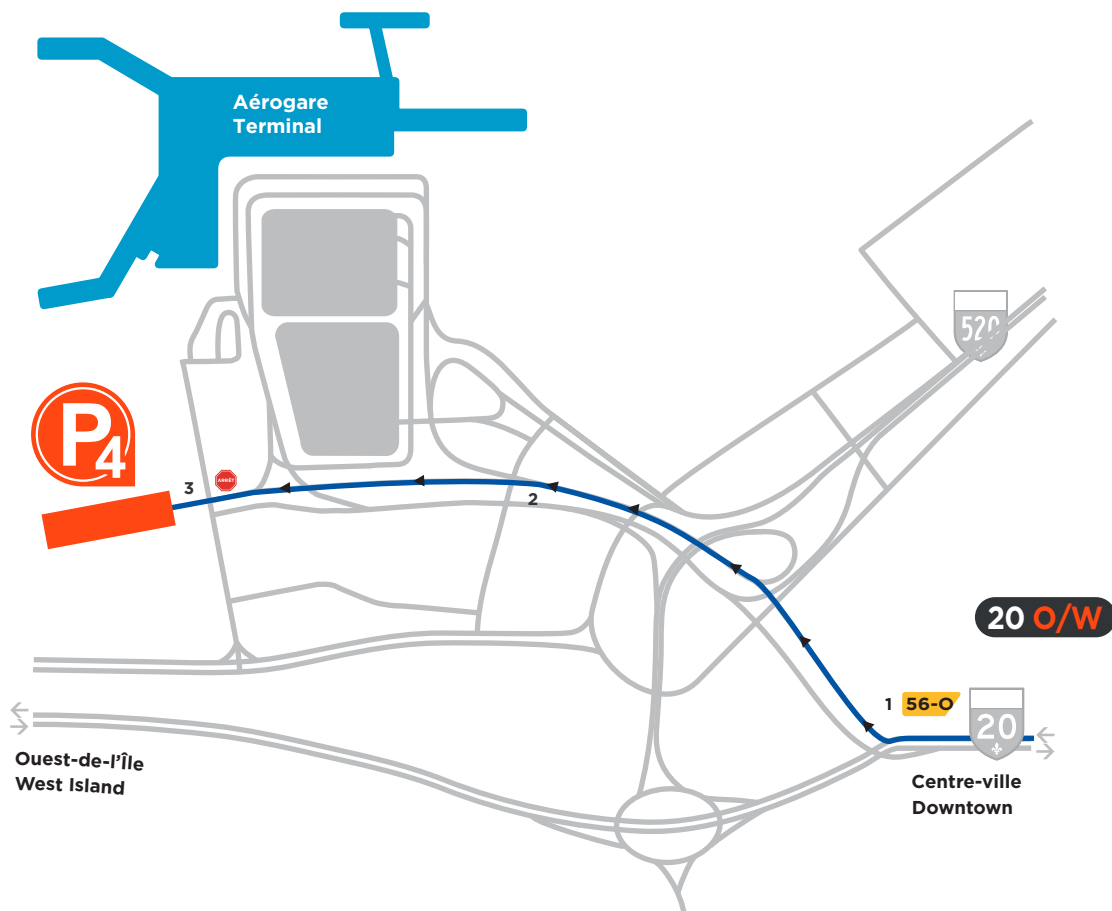 Aérogare
Terminal
520
P4
ARRÊT
3
2
20 O/W
1
56-O
20
Ouest-de-l'Île
West Island
Centre-ville
Downtown